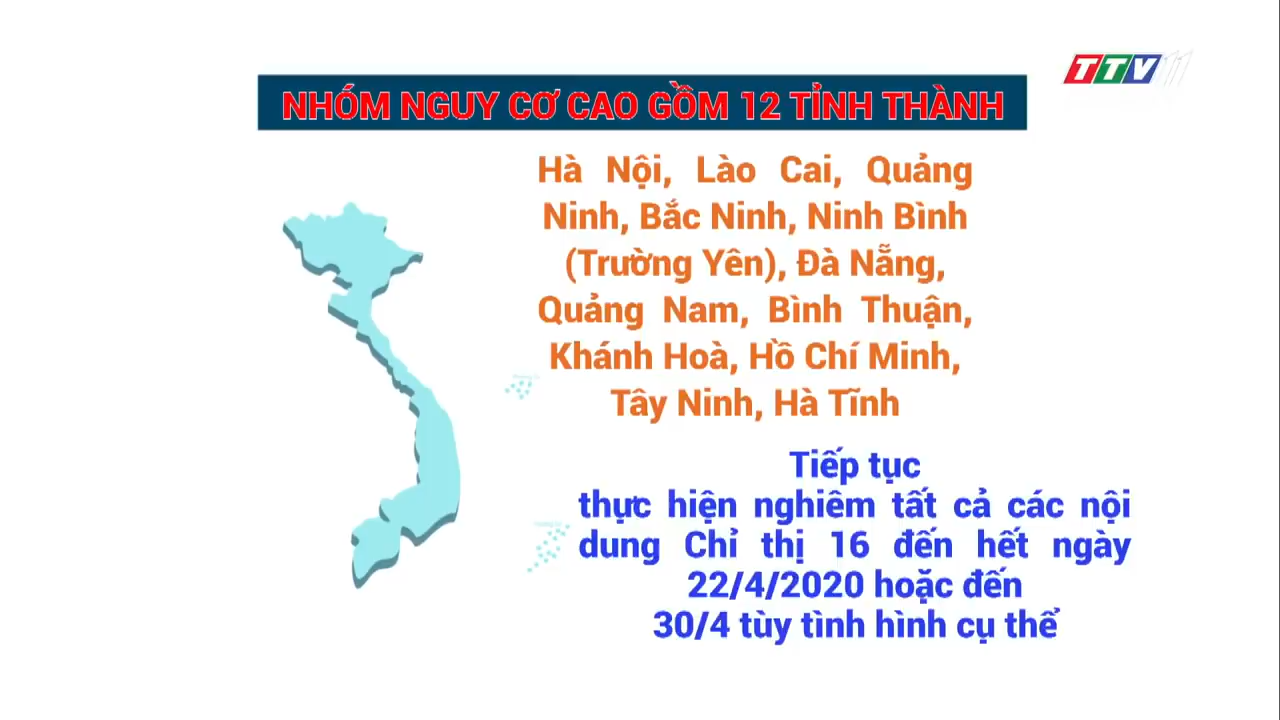 TTV11
NHÓM NGUY CƠ CAO GỒM 12 TỈNH THÀNH
Hà Nội, Lào Cai, Quảng
Ninh, Bắc Ninh, Ninh Bình
(Trường Yên), Đà Nẵng,
Quảng Nam, Bình Thuận,
Khánh Hoà, Hồ Chí Minh,
Tây Ninh, Hà Tĩnh
Tiếp tục
thực hiện nghiêm tất cả các nội
dung Chỉ thị 16 đến hết ngày
22/4/2020 hoặc đến
30/4 tùy tình hình cụ thể